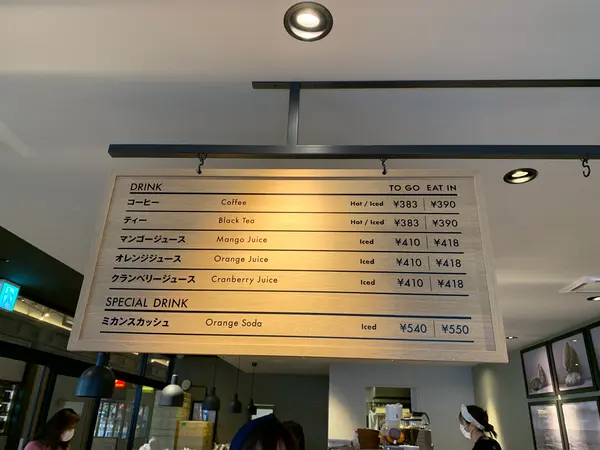 DRINK TO GO EAT IN
コーヒー Coffee Hot / Iced ¥383 ¥390
ティー Black Tea Hot / Iced ¥383 ¥390
マンゴージュース Mango Juice Iced ¥410 ¥418
オレンジジュース Orange Juice Iced ¥410 ¥418
クランベリージュース Cranberry Juice Iced ¥410 ¥418
SPECIAL DRINK
ミカンスカッシュ Orange Soda Iced ¥540 ¥550